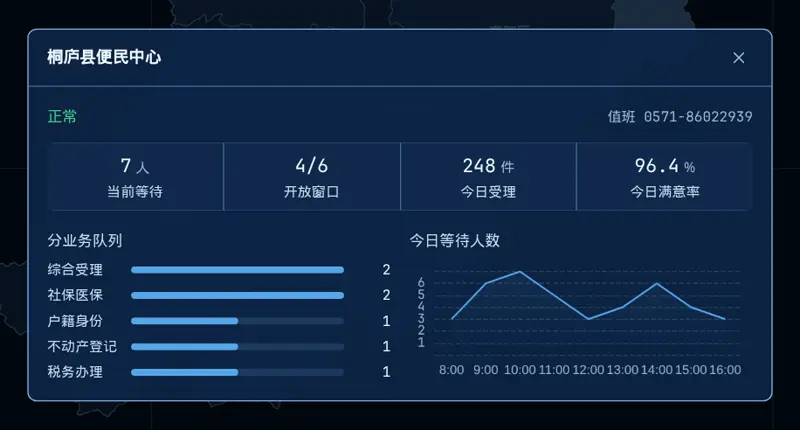 桐庐县便民中心
正常
值班 0571-86022939
7 人
当前等待
4/6
开放窗口
248 件
今日受理
96.4 %
今日满意率
分业务队列
综合受理 2
社保医保 2
户籍身份 1
不动产登记 1
税务办理 1
今日等待人数
6
5
4
3
2
1
8:00 9:00 10:00 11:00 12:00 13:00 14:00 15:00 16:00